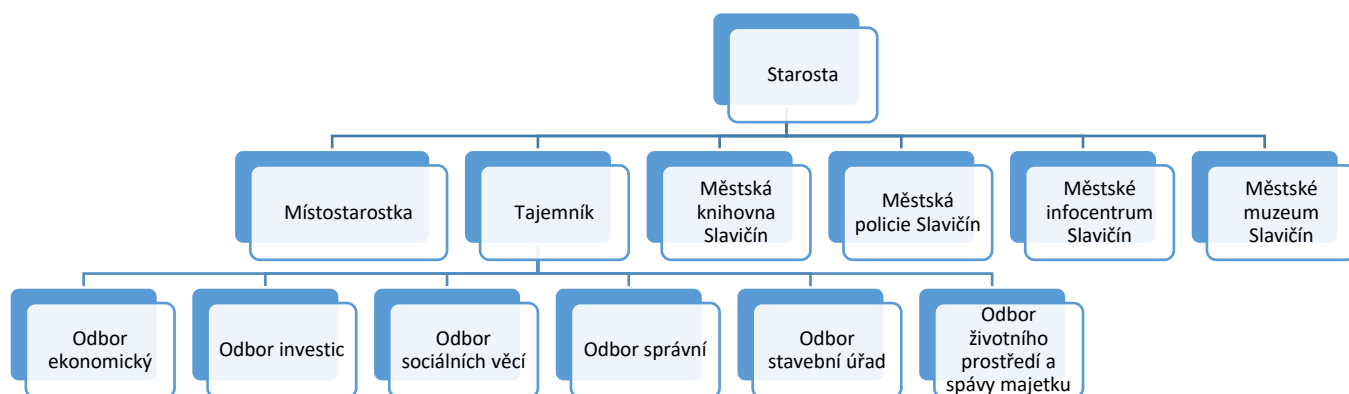 Starosta
Místostarostka
Tajemník
Městská
knihovna
Slavičín
Městská
policie Slavičín
Městské
infocentrum
Slavičín
Městské
muzeum
Slavičín
Odbor
ekonomický
Odbor investic
Odbor
sociálních věcí
Odbor správní
Odbor
stavební úřad
Odbor
životního
prostředí a
spávy majetku